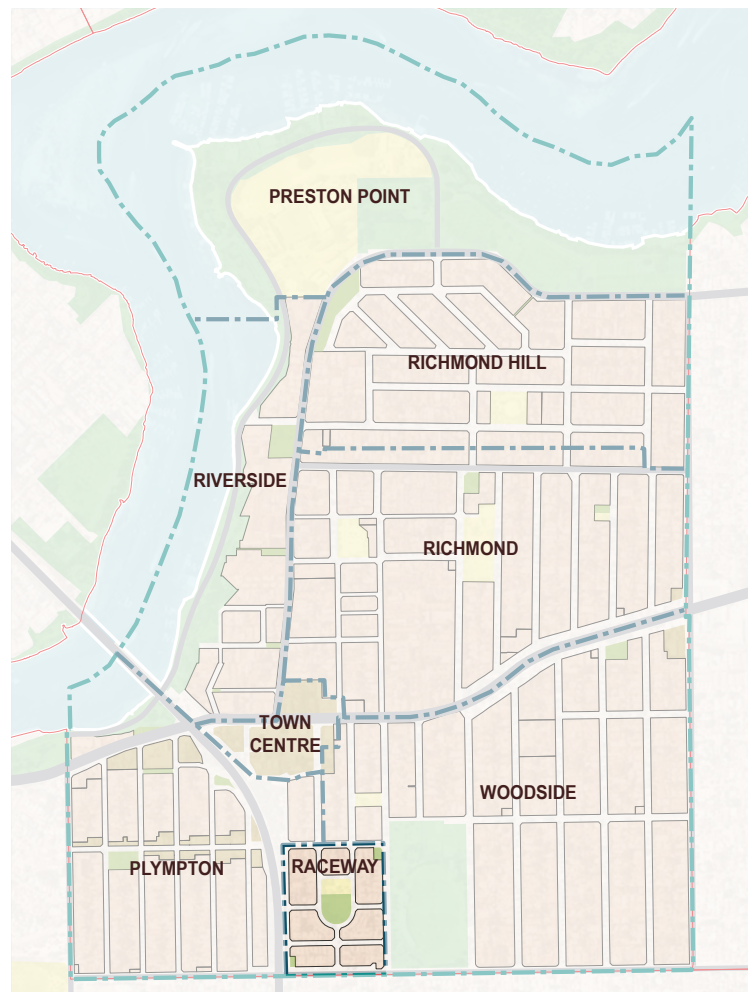 PRESTON POINT
RICHMOND HILL
RIVERSIDE
RICHMOND
TOWN
CENTRE
WOODSIDE
PLYMPTON
RACEWAY